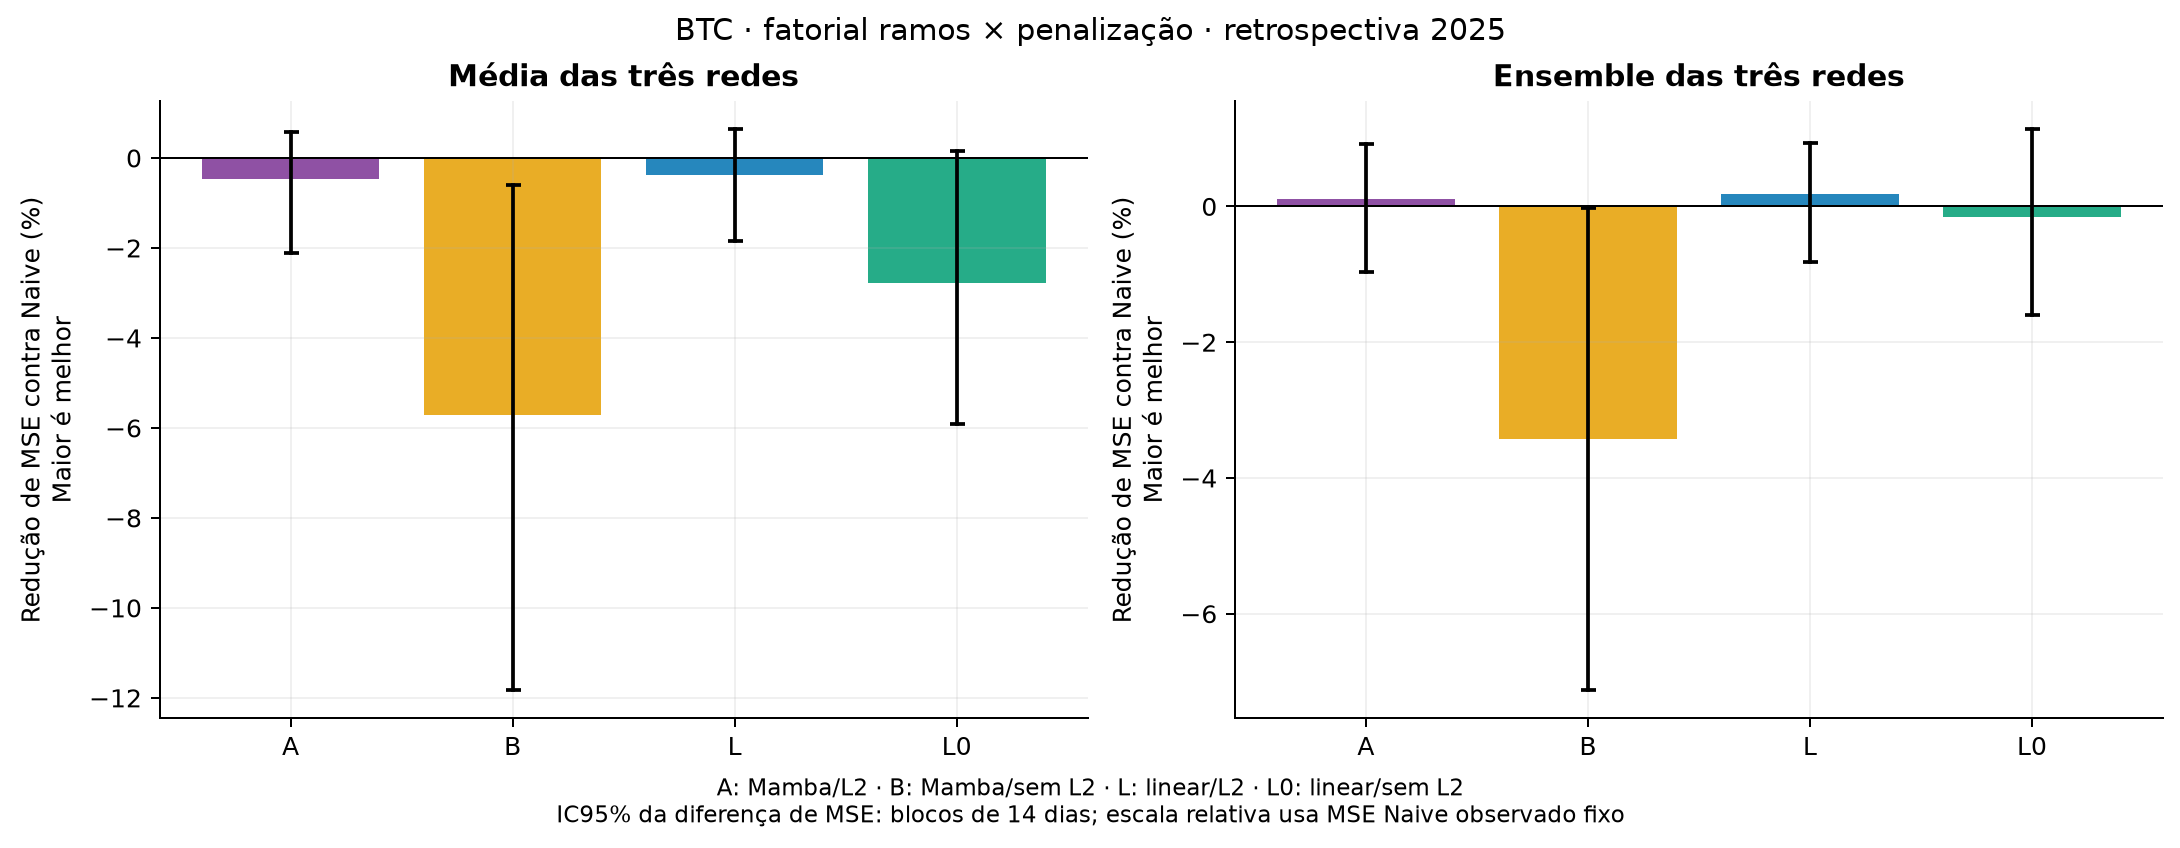 BTC · fatorial ramos × penalização · retrospectiva 2025
Média das três redes
Redução de MSE contra Naive (%)
Maior é melhor
0
−2
−4
−6
−8
−10
−12
A
B
L
L0
Ensemble das três redes
Redução de MSE contra Naive (%)
Maior é melhor
0
−2
−4
−6
A
B
L
L0
A: Mamba/L2 · B: Mamba/sem L2 · L: linear/L2 · L0: linear/sem L2
IC95% da diferença de MSE: blocos de 14 dias; escala relativa usa MSE Naive observado fixo